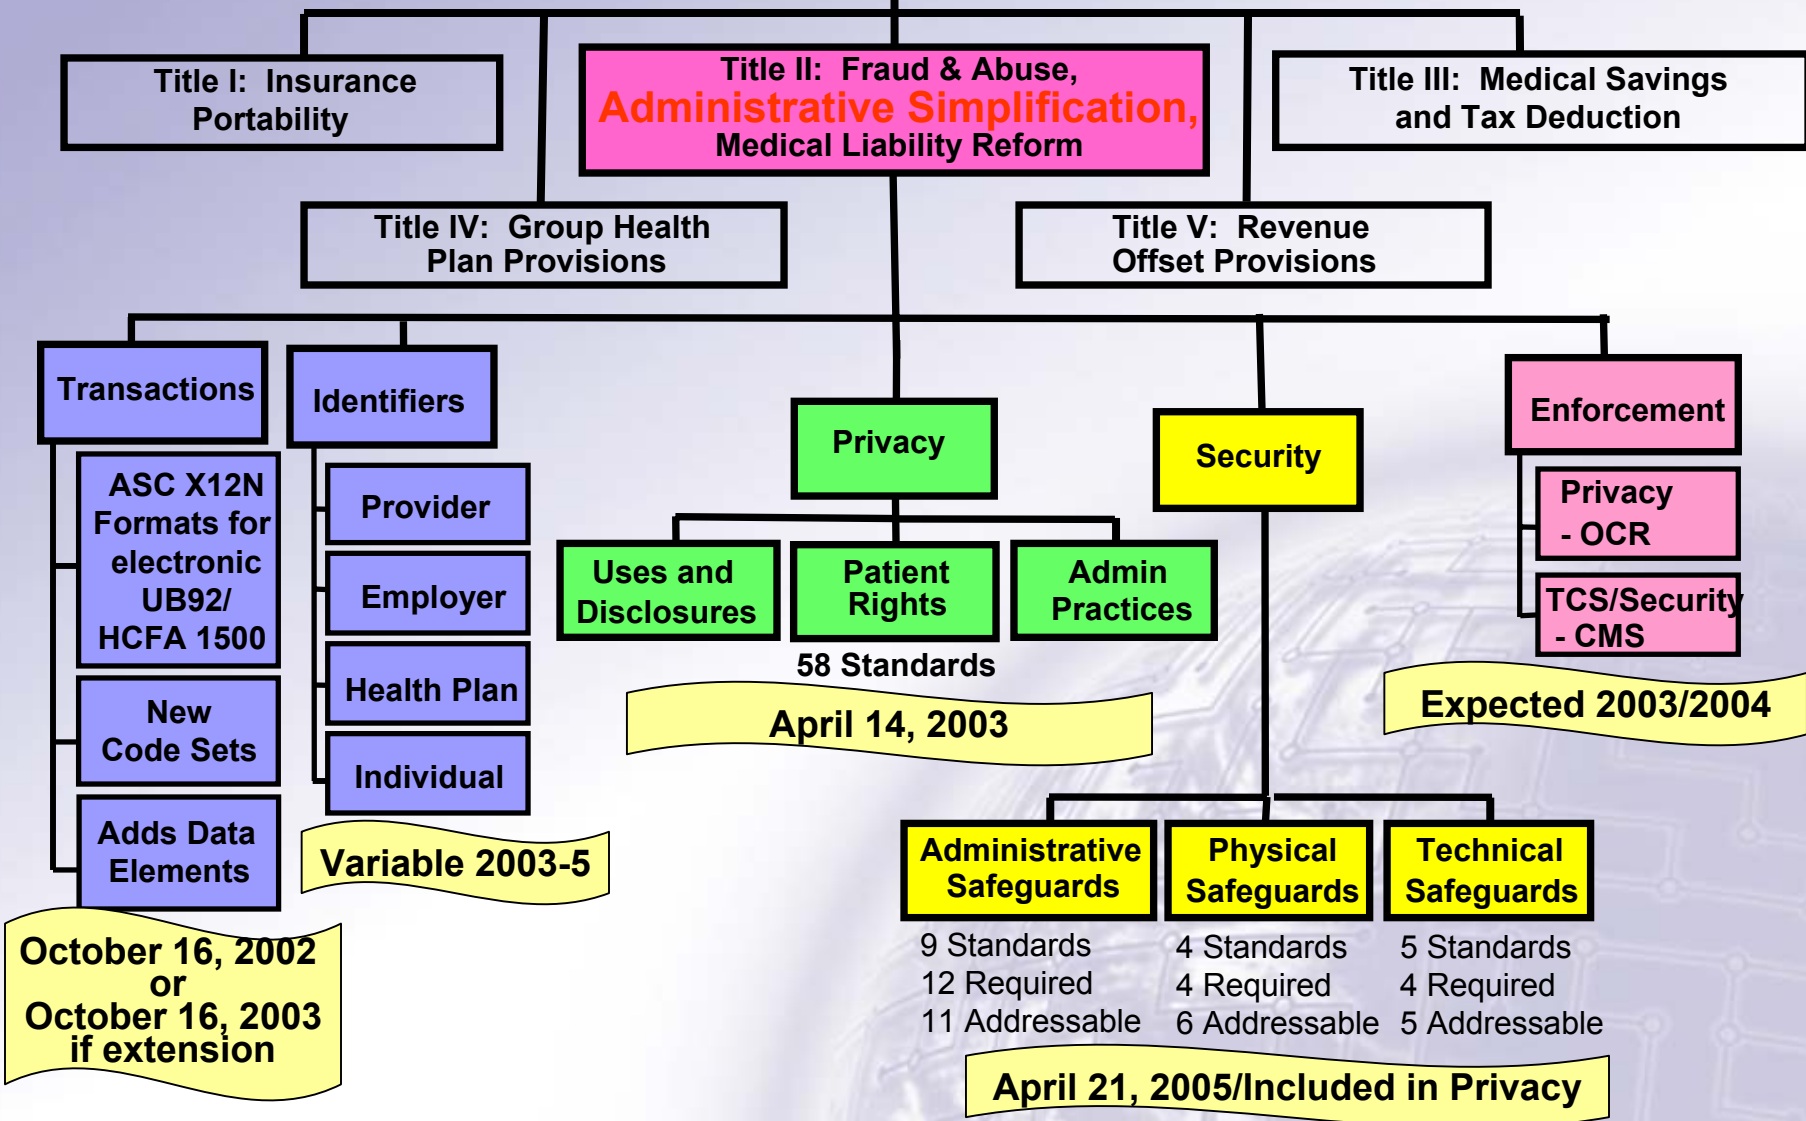 Title I: Insurance
Portability
Title II: Fraud & Abuse,
Administrative Simplification,
Medical Liability Reform
Title III: Medical Savings
and Tax Deduction
Title IV: Group Health
Plan Provisions
Title V: Revenue
Offset Provisions
Transactions
ASC X12N
Formats for
electronic
UB92/
HCFA 1500
New
Code Sets
Adds Data
Elements
October 16, 2002
or
October 16, 2003
if extension
Identifiers
Provider
Employer
Health Plan
Individual
Variable 2003-5
Privacy
Uses and
Disclosures
Patient
Rights
Admin
Practices
58 Standards
April 14, 2003
Security
Administrative
Safeguards
9 Standards
12 Required
11 Addressable
Physical
Safeguards
4 Standards
4 Required
6 Addressable
Technical
Safeguards
5 Standards
4 Required
5 Addressable
April 21, 2005/Included in Privacy
Enforcement
Privacy
- OCR
TCS/Security
- CMS
Expected 2003/2004